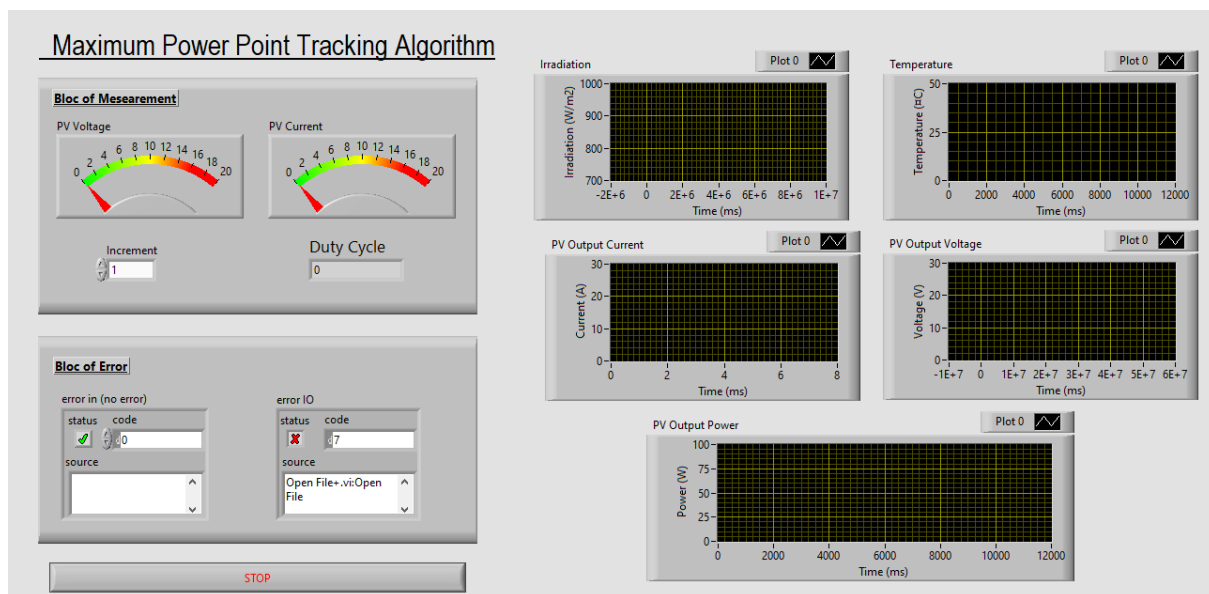 Maximum Power Point Tracking Algorithm
Bloc of Mesearement
PV Voltage
0 2 4 6 8 10 12 14 16 18 20
PV Current
0 2 4 6 8 10 12 14 16 18 20
Increment
1
Duty Cycle
0
Bloc of Error
error in (no error)
status code
d0
source
error IO
status code
d7
source
Open File+.vi:Open
File
STOP
Irradiation
Plot 0
Irradiation (W/m2)
1000
900
800
700
-2E+6 0 2E+6 4E+6 6E+6 8E+6 1E+7
Time (ms)
Temperature
Plot 0
Temperature (¤C)
50
25
0
0 2000 4000 6000 8000 10000 12000
Time (ms)
PV Output Current
Plot 0
Current (A)
30
20
10
0
0 2 4 6 8
Time (ms)
PV Output Voltage
Plot 0
Voltage (V)
30
20
10
0
-1E+7 0 1E+7 2E+7 3E+7 4E+7 5E+7 6E+7
Time (ms)
PV Output Power
Plot 0
Power (W)
100
75
50
25
0
0 2000 4000 6000 8000 10000 12000
Time (ms)